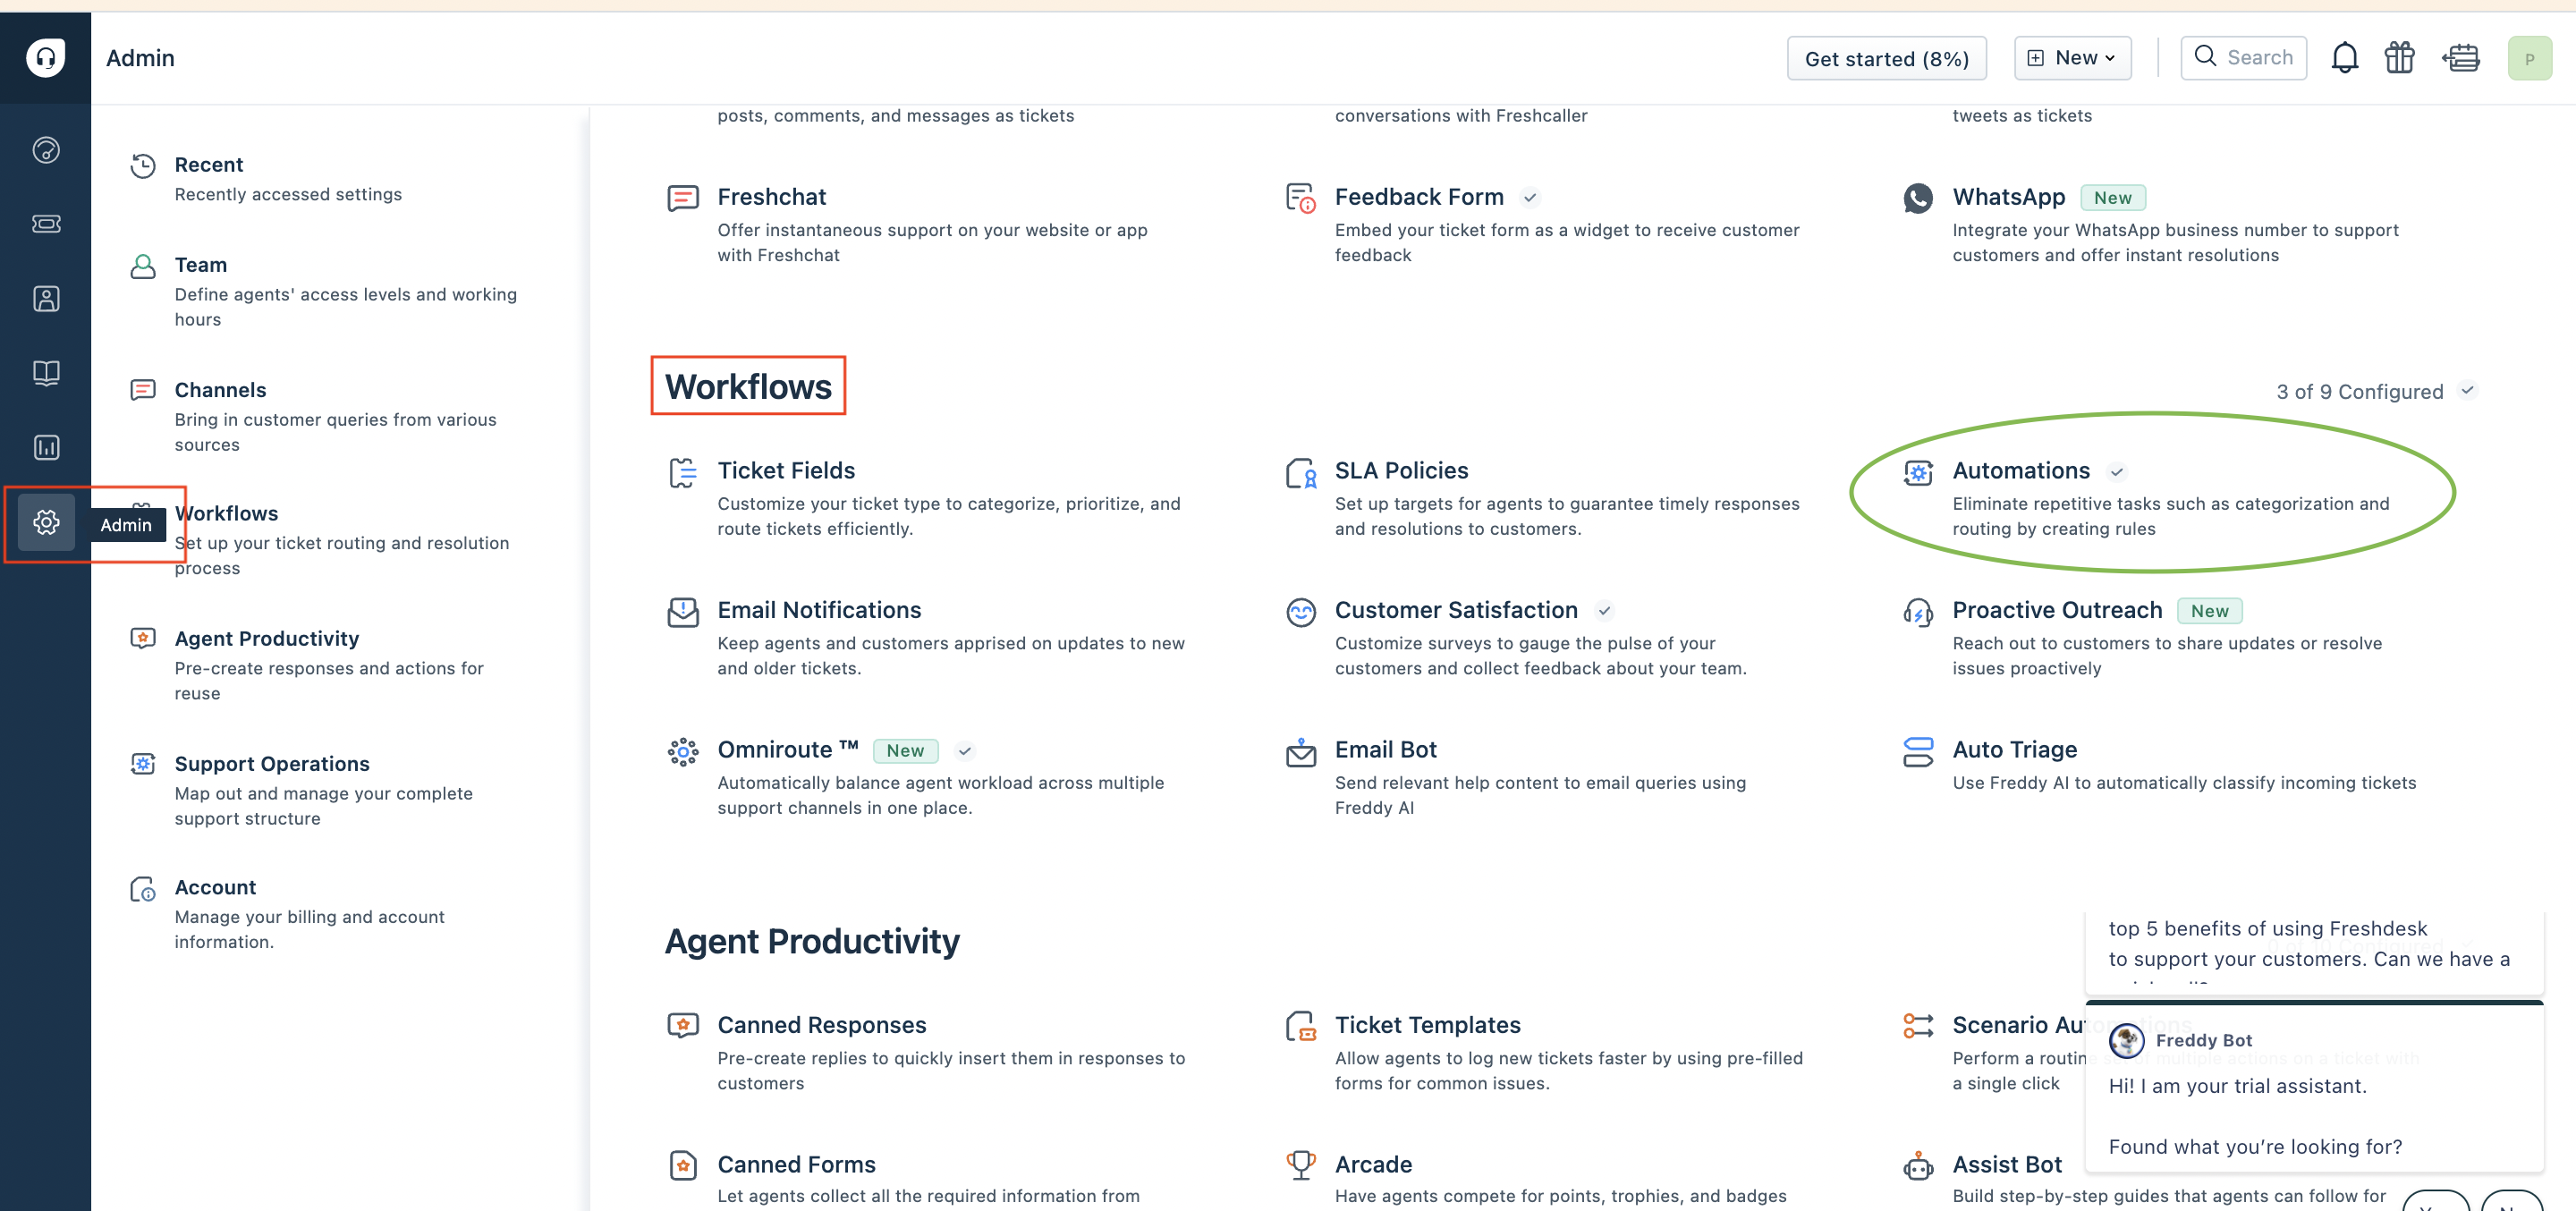 Admin
Get started (8%)
New
Search
P
Recent
Recently accessed settings
Team
Define agents' access levels and working
hours
Channels
Bring in customer queries from various
sources
Admin
Workflows
Set up your ticket routing and resolution
process
Agent Productivity
Pre-create responses and actions for
reuse
Support Operations
Map out and manage your complete
support structure
Account
Manage your billing and account
information.
posts, comments, and messages as tickets
conversations with Freshcaller
tweets as tickets
Freshchat
Offer instantaneous support on your website or app
with Freshchat
Feedback Form
Embed your ticket form as a widget to receive customer
feedback
WhatsApp New
Integrate your WhatsApp business number to support
customers and offer instant resolutions
Workflows
3 of 9 Configured
Ticket Fields
Customize your ticket type to categorize, prioritize, and
route tickets efficiently.
SLA Policies
Set up targets for agents to guarantee timely responses
and resolutions to customers.
Automations
Eliminate repetitive tasks such as categorization and
routing by creating rules
Email Notifications
Keep agents and customers apprised on updates to new
and older tickets.
Customer Satisfaction
Customize surveys to gauge the pulse of your
customers and collect feedback about your team.
Proactive Outreach New
Reach out to customers to share updates or resolve
issues proactively
Omniroute ™ New
Automatically balance agent workload across multiple
support channels in one place.
Email Bot
Send relevant help content to email queries using
Freddy AI
Auto Triage
Use Freddy AI to automatically classify incoming tickets
Agent Productivity
Canned Responses
Pre-create replies to quickly insert them in responses to
customers
Ticket Templates
Allow agents to log new tickets faster by using pre-filled
forms for common issues.
Scenario Automations
Perform a routine set of multiple actions on a ticket with
a single click
Canned Forms
Let agents collect all the required information from
Arcade
Have agents compete for points, trophies, and badges
Assist Bot
Build step-by-step guides that agents can follow for
top 5 benefits of using Freshdesk
to support your customers. Can we have a
Freddy Bot
Hi! I am your trial assistant.
Found what you're looking for?